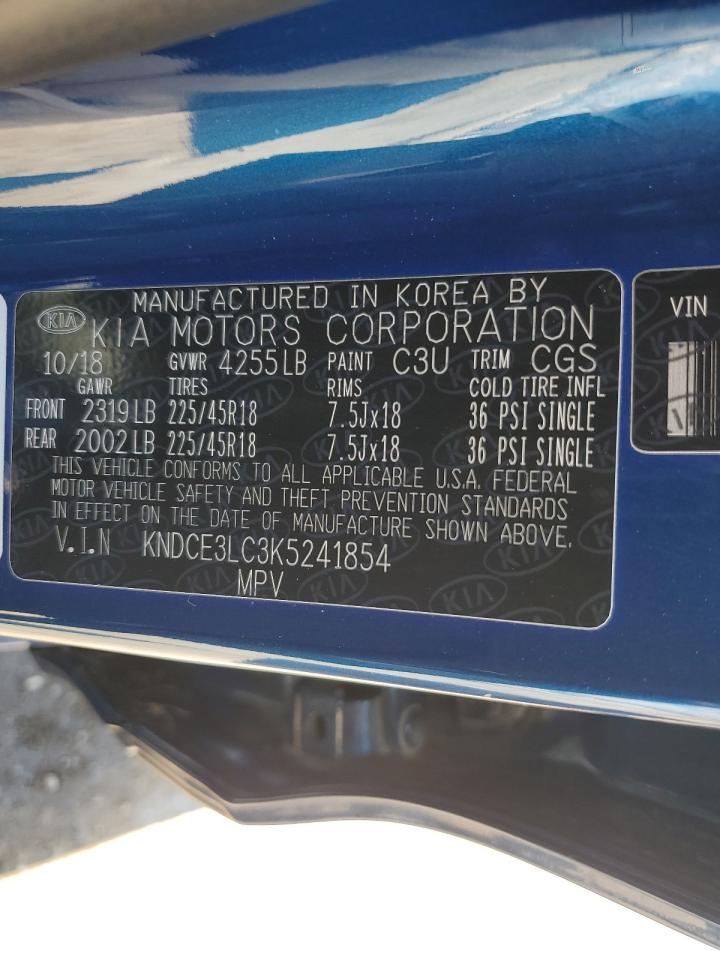 MANUFACTURED IN KOREA BY
KIA KIA MOTORS CORPORATION
10/18 GVWR 4255LB PAINT C3U TRIM CGS
GAWR TIRES RIMS COLD TIRE INFL
FRONT 2319LB 225/45R18 7.5Jx18 36 PSI SINGLE
REAR 2002LB 225/45R18 7.5Jx18 36 PSI SINGLE
THIS VEHICLE CONFORMS TO ALL APPLICABLE U.S.A. FEDERAL
MOTOR VEHICLE SAFETY AND THEFT PREVENTION STANDARDS
IN EFFECT ON THE DATE OF MANUFACTURE SHOWN ABOVE.
V.I.N KNDCE3LC3K5241854
MPV
VIN
6